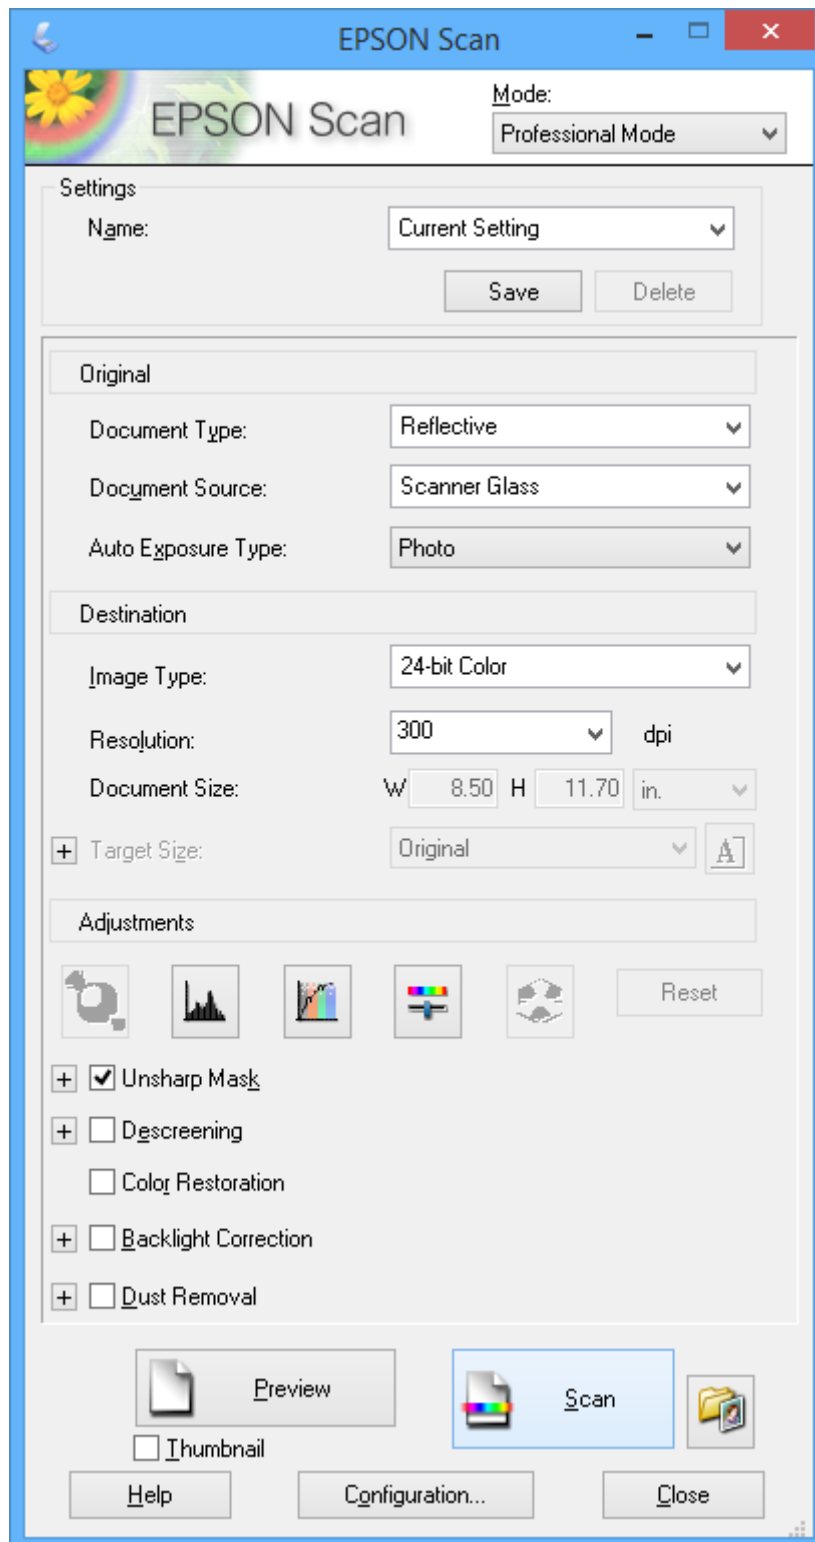 EPSON Scan
EPSON Scan
Mode:
Professional Mode
Settings
Name: Current Setting
Save Delete
Original
Document Type: Reflective
Document Source: Scanner Glass
Auto Exposure Type: Photo
Destination
Image Type: 24-bit Color
Resolution: 300 dpi
Document Size: W 8.50 H 11.70 in.
+ Target Size: Original A
Adjustments
Reset
+ Unsharp Mask
+ Descreening
Color Restoration
+ Backlight Correction
+ Dust Removal
Preview Scan
Thumbnail
Help Configuration... Close